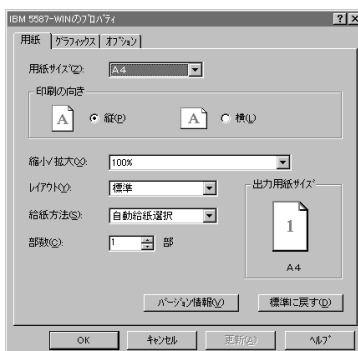 IBM 5587-WINのﾌﾟﾛﾊﾟﾃｨ
用紙 ｸﾞﾗﾌｨｯｸｽ ｵﾌﾟｼｮﾝ
用紙ｻｲｽﾞ(Z): A4
印刷の向き
A 縦(P) A 横(L)
縮小/拡大(X): 100%
ﾚｲｱｳﾄ(Y): 標準
給紙方法(S): 自動給紙選択
部数(C): 1 部
出力用紙ｻｲｽﾞ
1
A4
ﾊﾞｰｼﾞｮﾝ情報(V) 標準に戻す(D)
OK ｷｬﾝｾﾙ 更新(A) ﾍﾙﾌﾟ